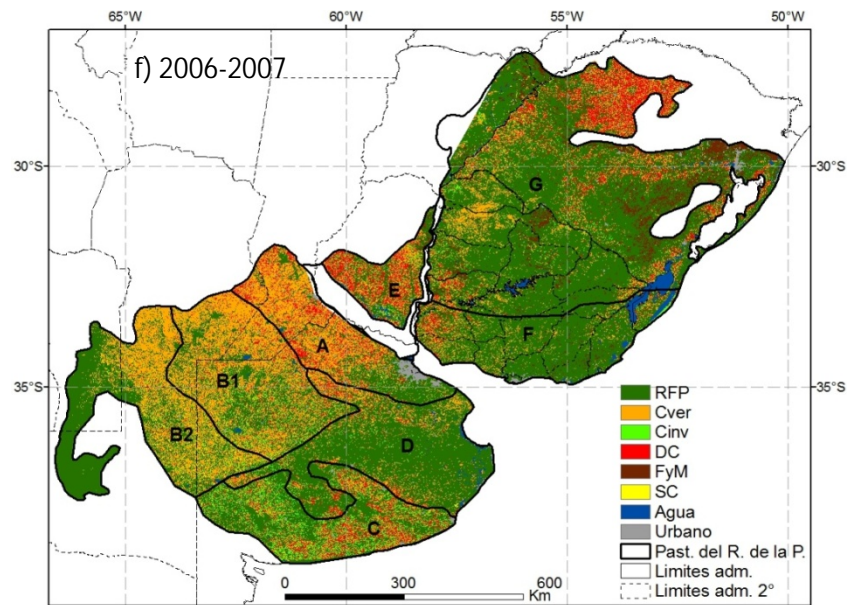 65°W 60°W 55°W 50°W
f) 2006-2007
30°S 30°S
G
E
A
F
B1
35°S 35°S
B2
D
C
RFP
Cver
Cinv
DC
FyM
SC
Agua
Urbano
Past. del R. de la P.
Limites adm.
Limites adm. 2°
0 300 600
Km